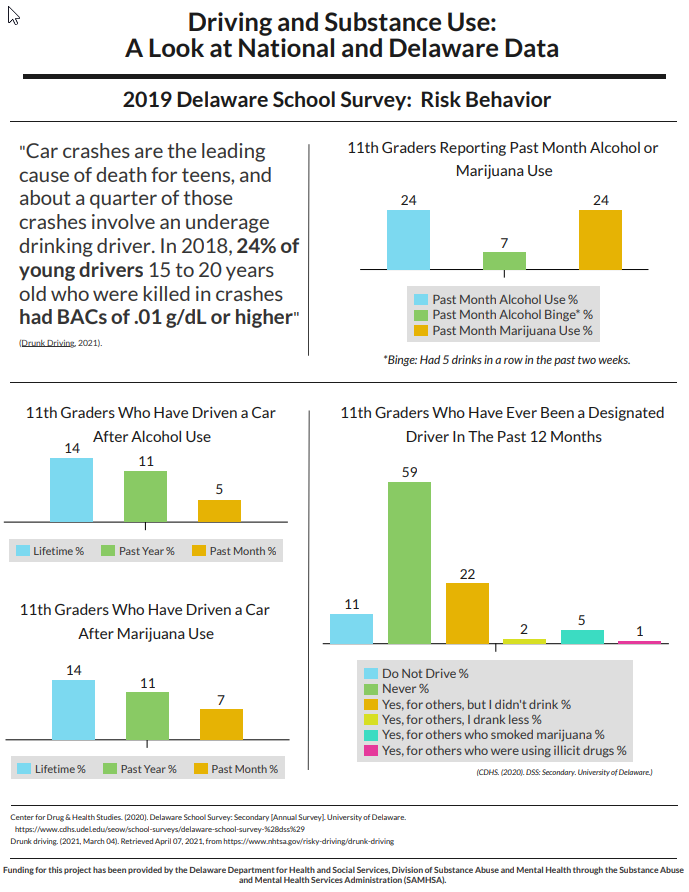 Driving and Substance Use:
A Look at National and Delaware Data
2019 Delaware School Survey: Risk Behavior
"Car crashes are the leading
cause of death for teens, and
about a quarter of those
crashes involve an underage
drinking driver. In 2018, 24% of
young drivers 15 to 20 years
old who were killed in crashes
had BACs of .01 g/dL or higher"
(Drunk Driving, 2021).
11th Graders Reporting Past Month Alcohol or
Marijuana Use
24
7
24
Past Month Alcohol Use %
Past Month Alcohol Binge* %
Past Month Marijuana Use %
*Binge: Had 5 drinks in a row in the past two weeks.
11th Graders Who Have Driven a Car
After Alcohol Use
14
11
5
Lifetime % Past Year % Past Month %
11th Graders Who Have Driven a Car
After Marijuana Use
14
11
7
Lifetime % Past Year % Past Month %
11th Graders Who Have Ever Been a Designated
Driver In The Past 12 Months
11
59
22
2
5
1
Do Not Drive %
Never %
Yes, for others, but I didn't drink %
Yes, for others, I drank less %
Yes, for others who smoked marijuana %
Yes, for others who were using illicit drugs %
(CDHS. (2020). DSS: Secondary. University of Delaware.)
Center for Drug & Health Studies. (2020). Delaware School Survey: Secondary [Annual Survey]. University of Delaware.
https://www.cdhs.udel.edu/seow/school-surveys/delaware-school-survey-%28dss%29
Drunk driving. (2021, March 04). Retrieved April 07, 2021, from https://www.nhtsa.gov/risky-driving/drunk-driving
Funding for this project has been provided by the Delaware Department for Health and Social Services, Division of Substance Abuse and Mental Health through the Substance Abuse
and Mental Health Services Administration (SAMHSA).